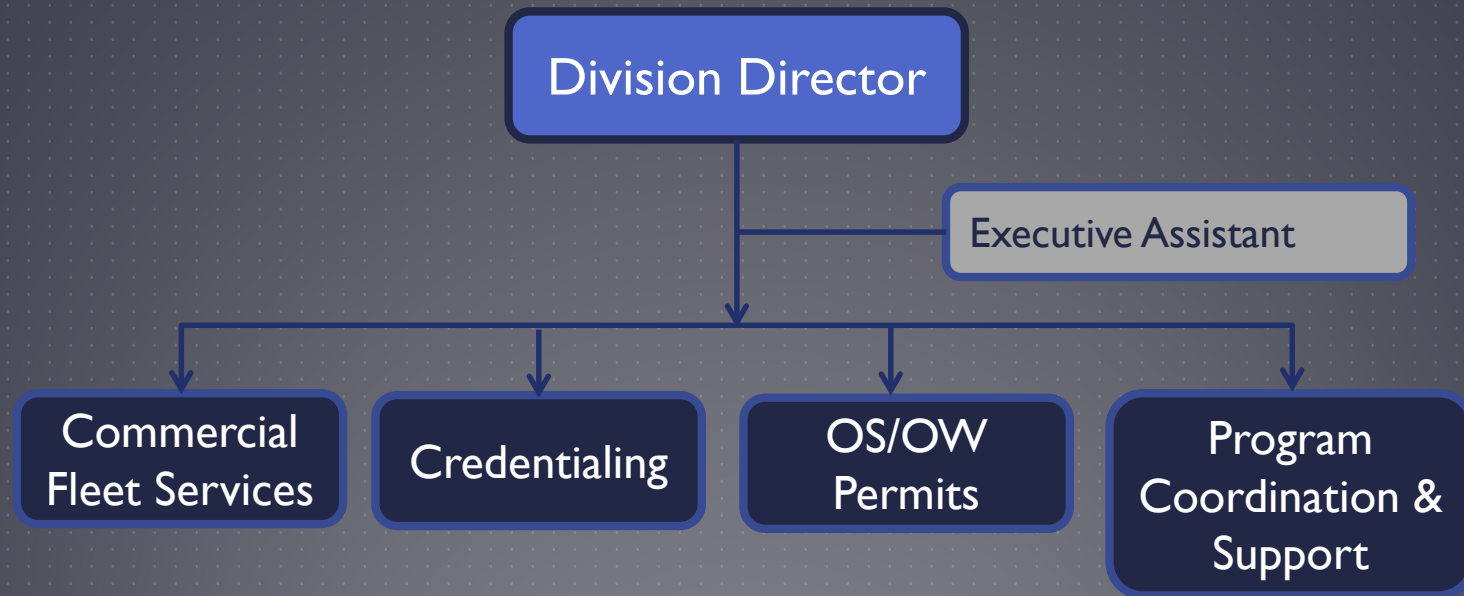 Division Director
Executive Assistant
Commercial
Fleet Services
Credentialing
OS/OW
Permits
Program
Coordination &
Support